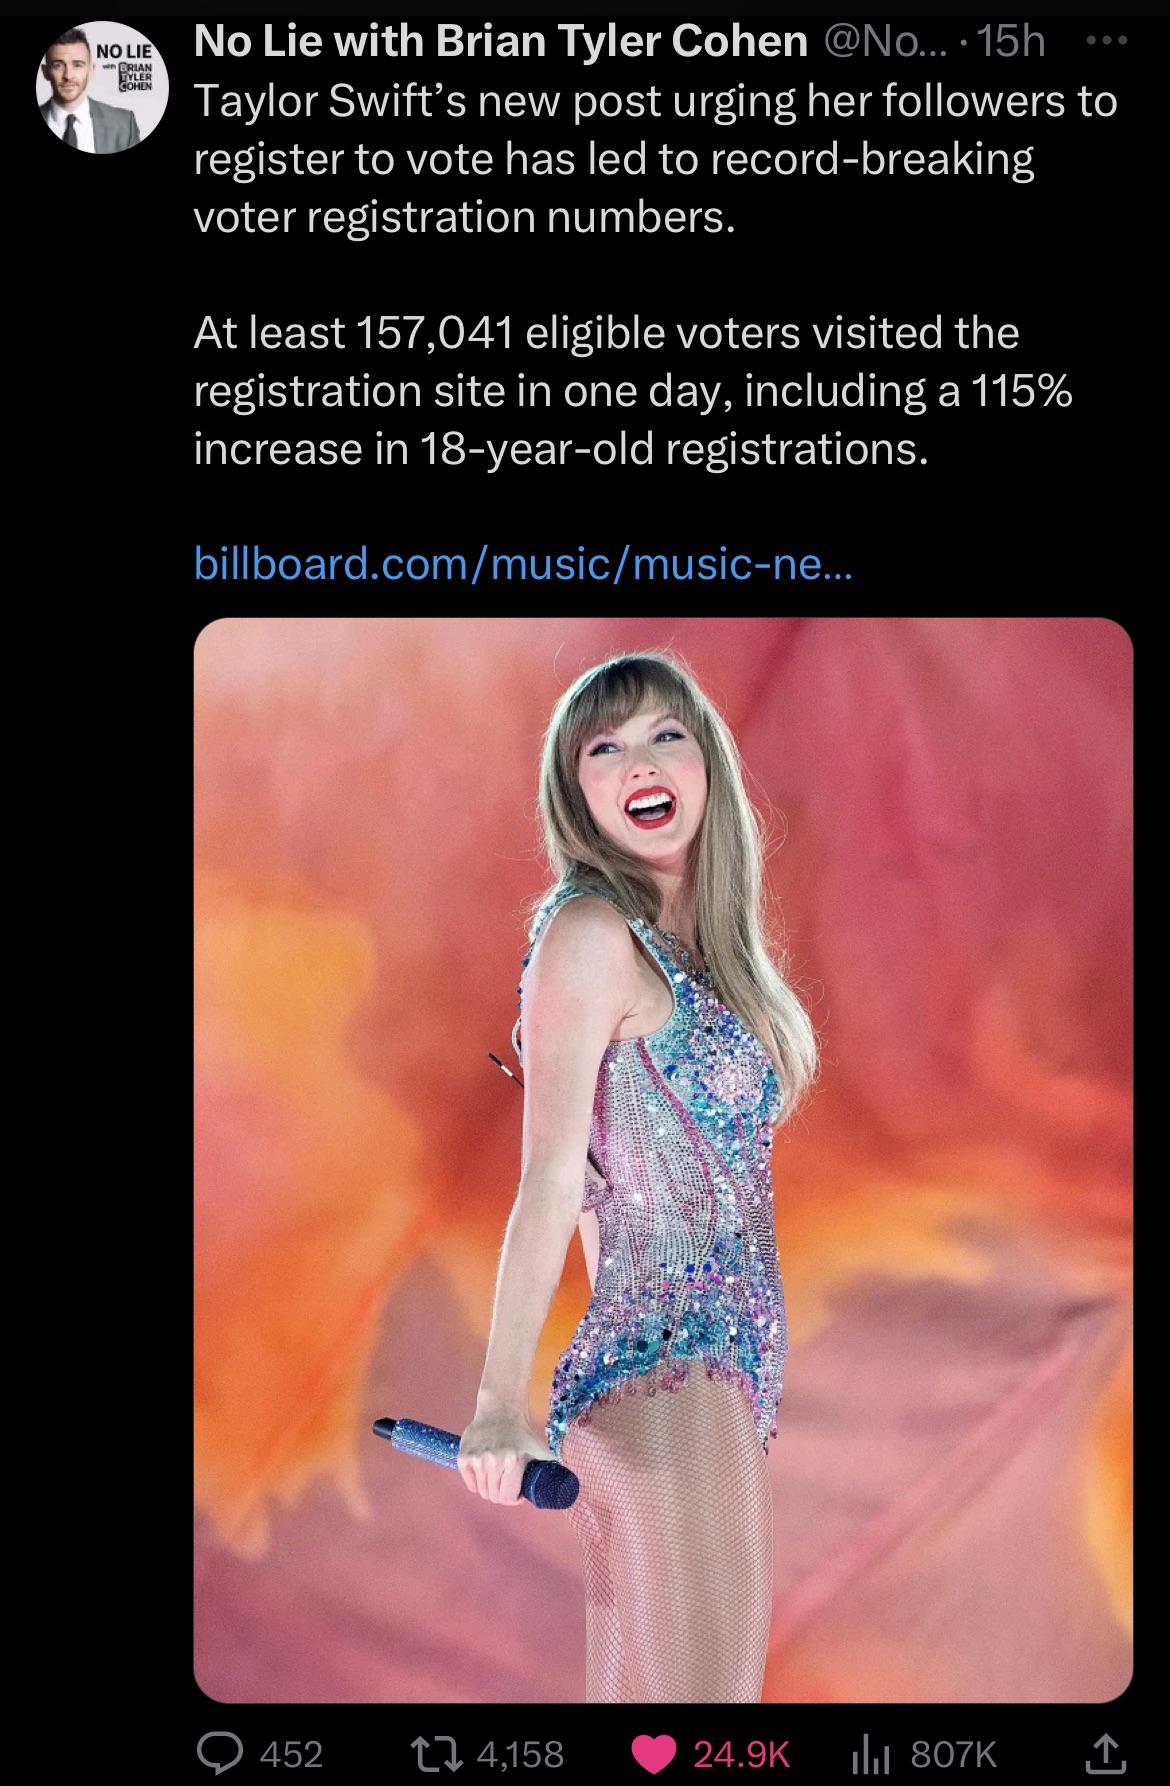 NO LIE
with BRIAN
TYLER
COHEN
No Lie with Brian Tyler Cohen @No... · 15h
Taylor Swift’s new post urging her followers to
register to vote has led to record-breaking
voter registration numbers.
At least 157,041 eligible voters visited the
registration site in one day, including a 115%
increase in 18-year-old registrations.
billboard.com/music/music-ne...
452 4,158 24.9K 807K